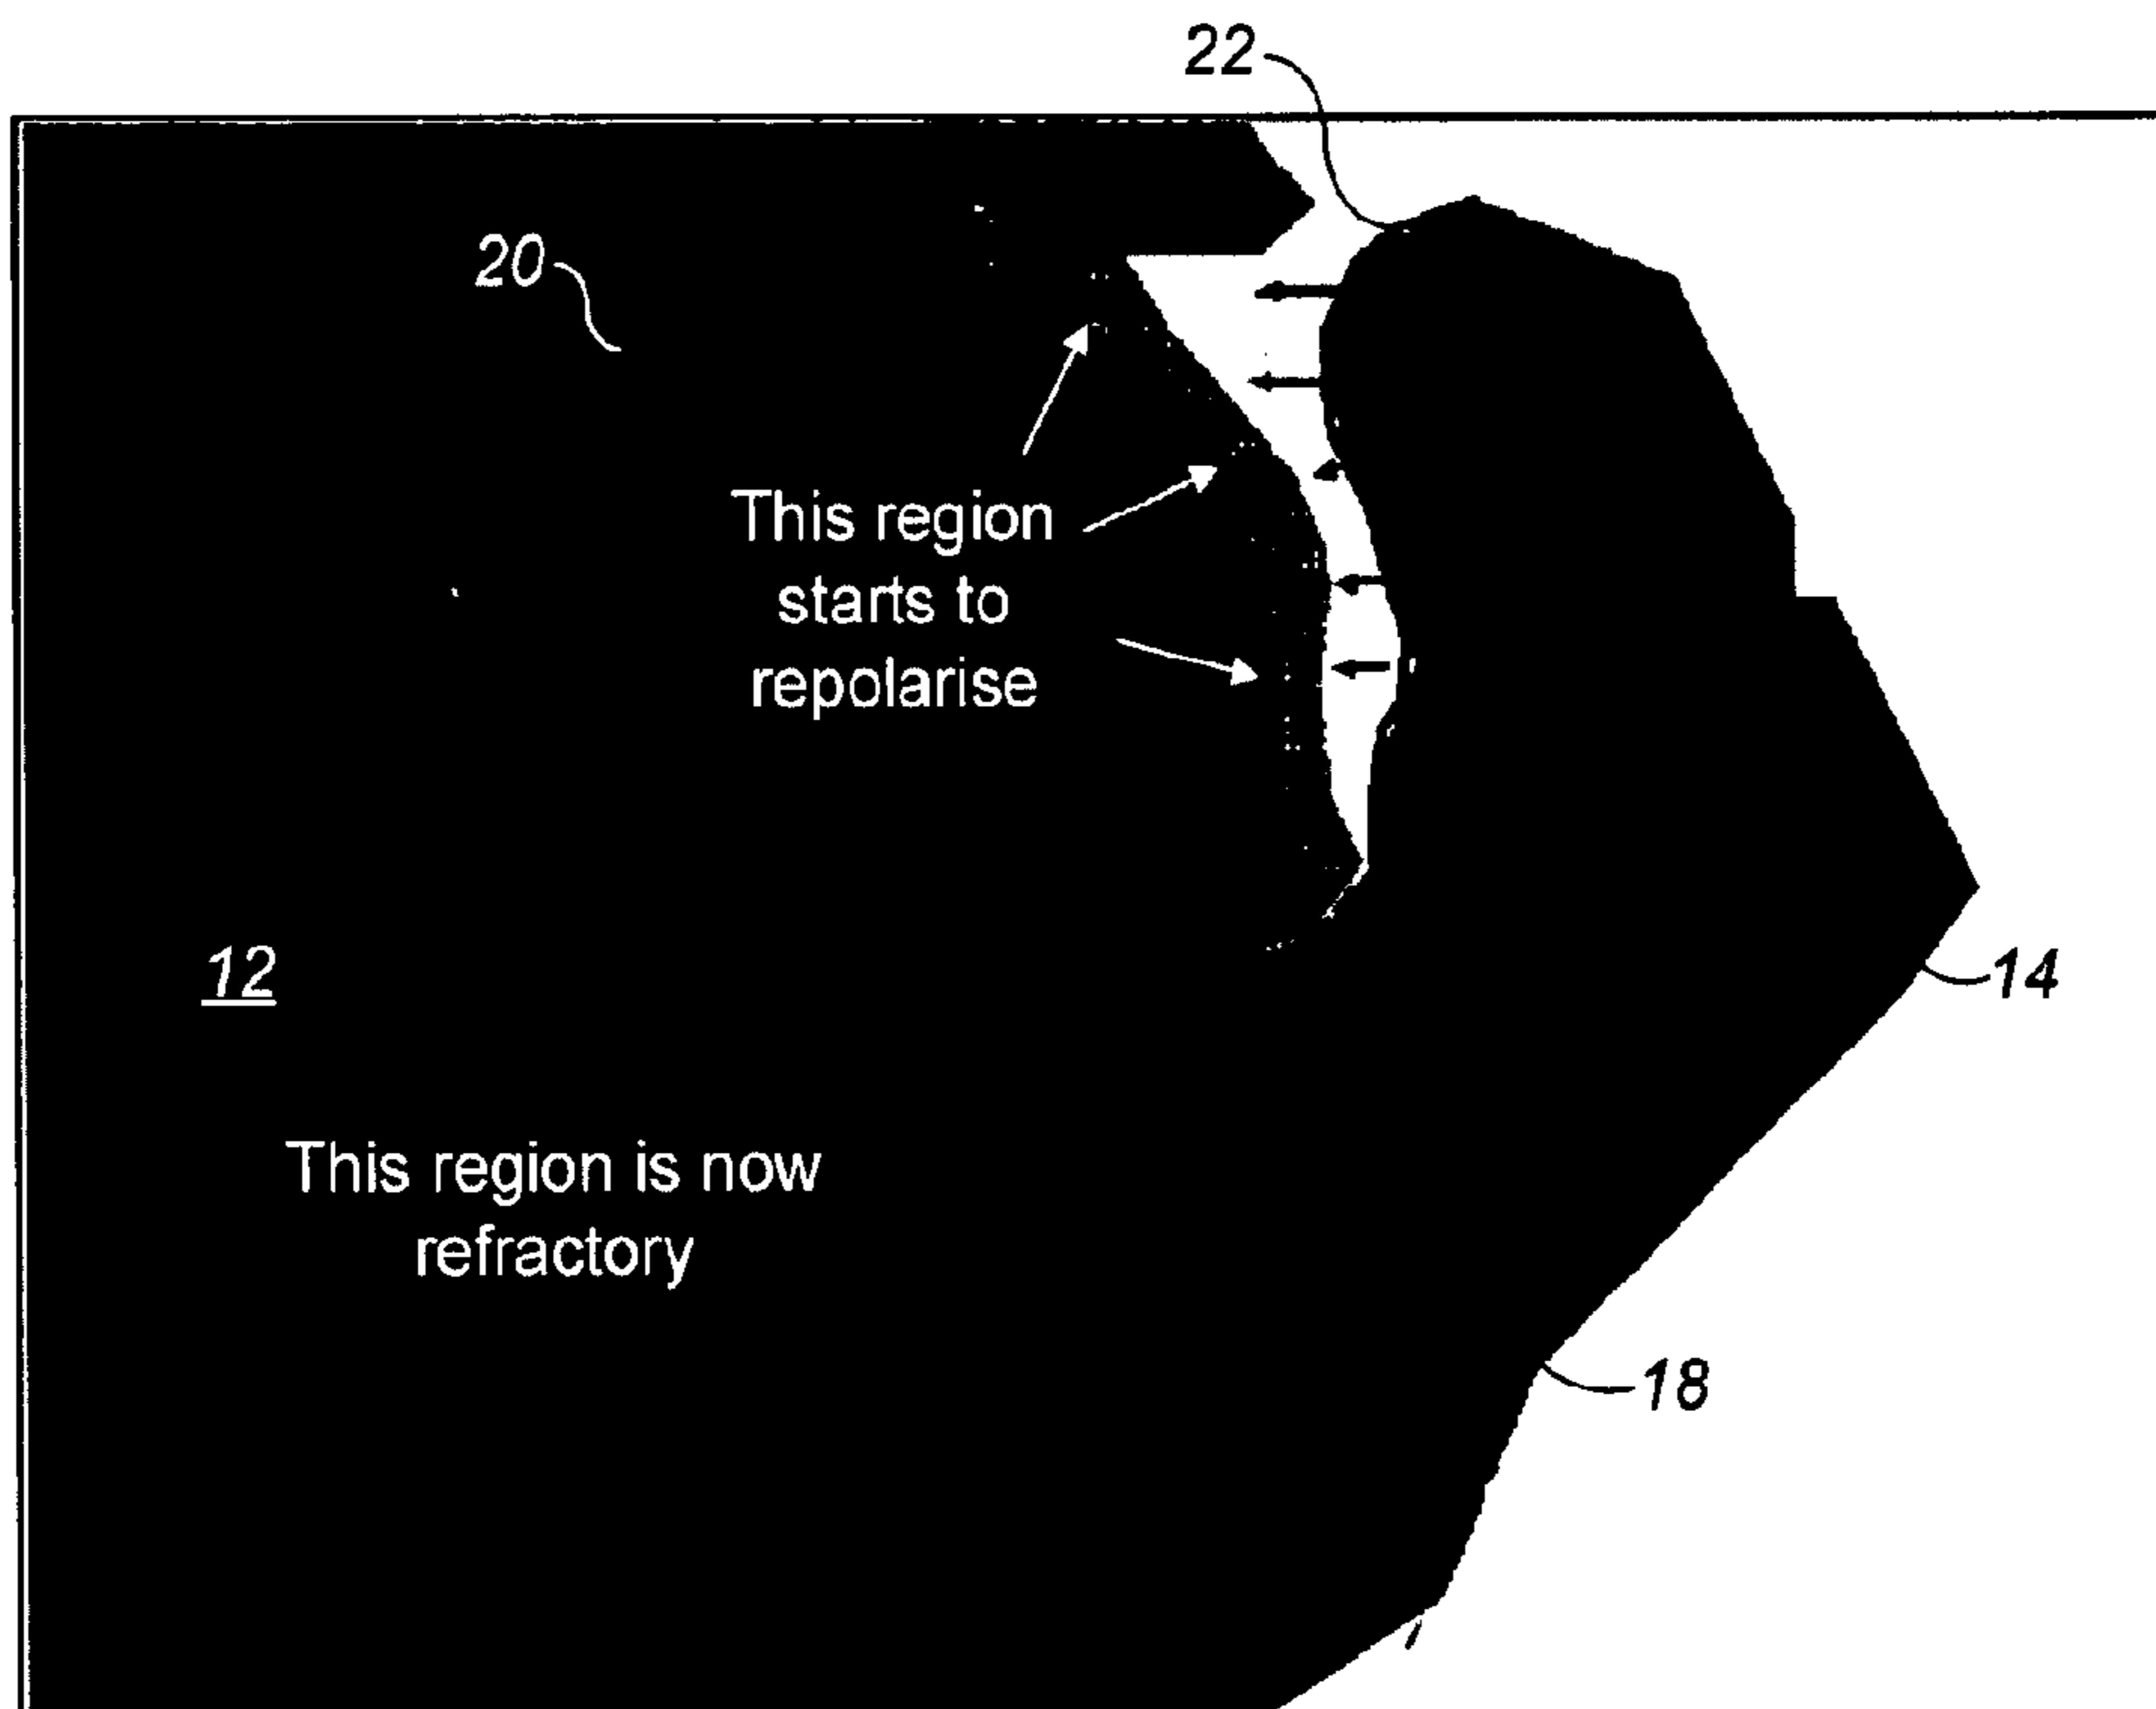 22
20
This region
starts to
repolarise
12
14
This region is now
refractory
18